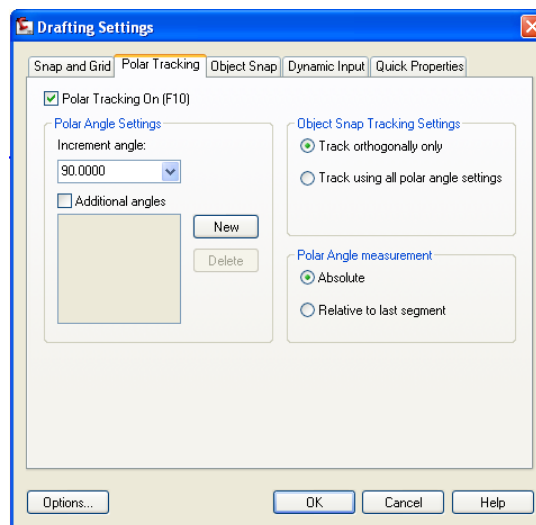 Drafting Settings
Snap and Grid
Polar Tracking
Object Snap
Dynamic Input
Quick Properties
Polar Tracking On (F10)
Polar Angle Settings
Increment angle:
90.0000
Additional angles
New
Delete
Object Snap Tracking Settings
Track orthogonally only
Track using all polar angle settings
Polar Angle measurement
Absolute
Relative to last segment
Options...
OK
Cancel
Help